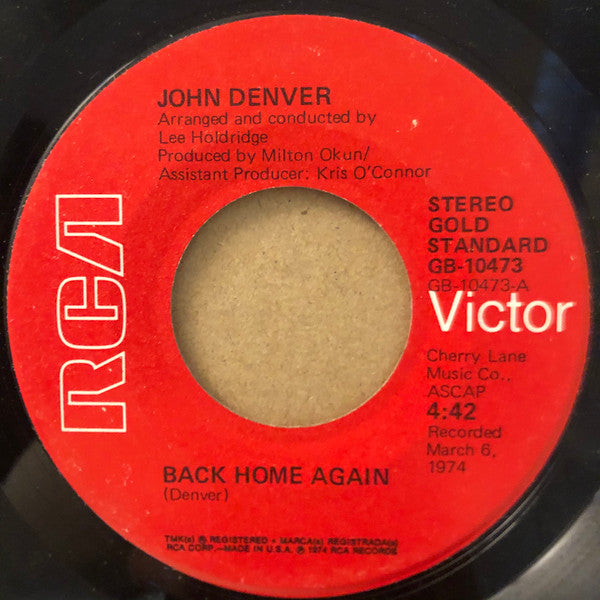 JOHN DENVER
Arranged and conducted by
Lee Holdridge
Produced by Milton Okun/
Assistant Producer: Kris O'Connor
RCA
STEREO
GOLD
STANDARD
GB-10473
GB-10473-A
Victor
Cherry Lane
Music Co.,
ASCAP
4:42
Recorded
March 6,
1974
BACK HOME AGAIN
(Denver)
TMK(s) ® REGISTERED • MARCA(s) REGISTRADA(s)
RCA CORP.—MADE IN U.S.A. ℗ 1974 RCA RECORDS